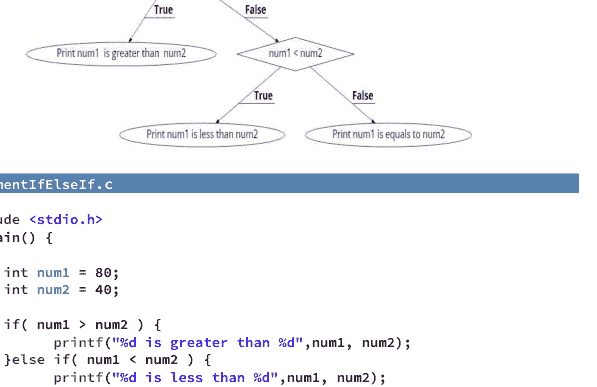 True False
Print num1 is greater than num2
num1 < num2
True False
Print num1 is less than num2
Print num1 is equals to num2
mentIfElseIf.c
ude <stdio.h>
ain() {
int num1 = 80;
int num2 = 40;
if( num1 > num2 ) {
printf("%d is greater than %d",num1, num2);
}else if( num1 < num2 ) {
printf("%d is less than %d",num1, num2);